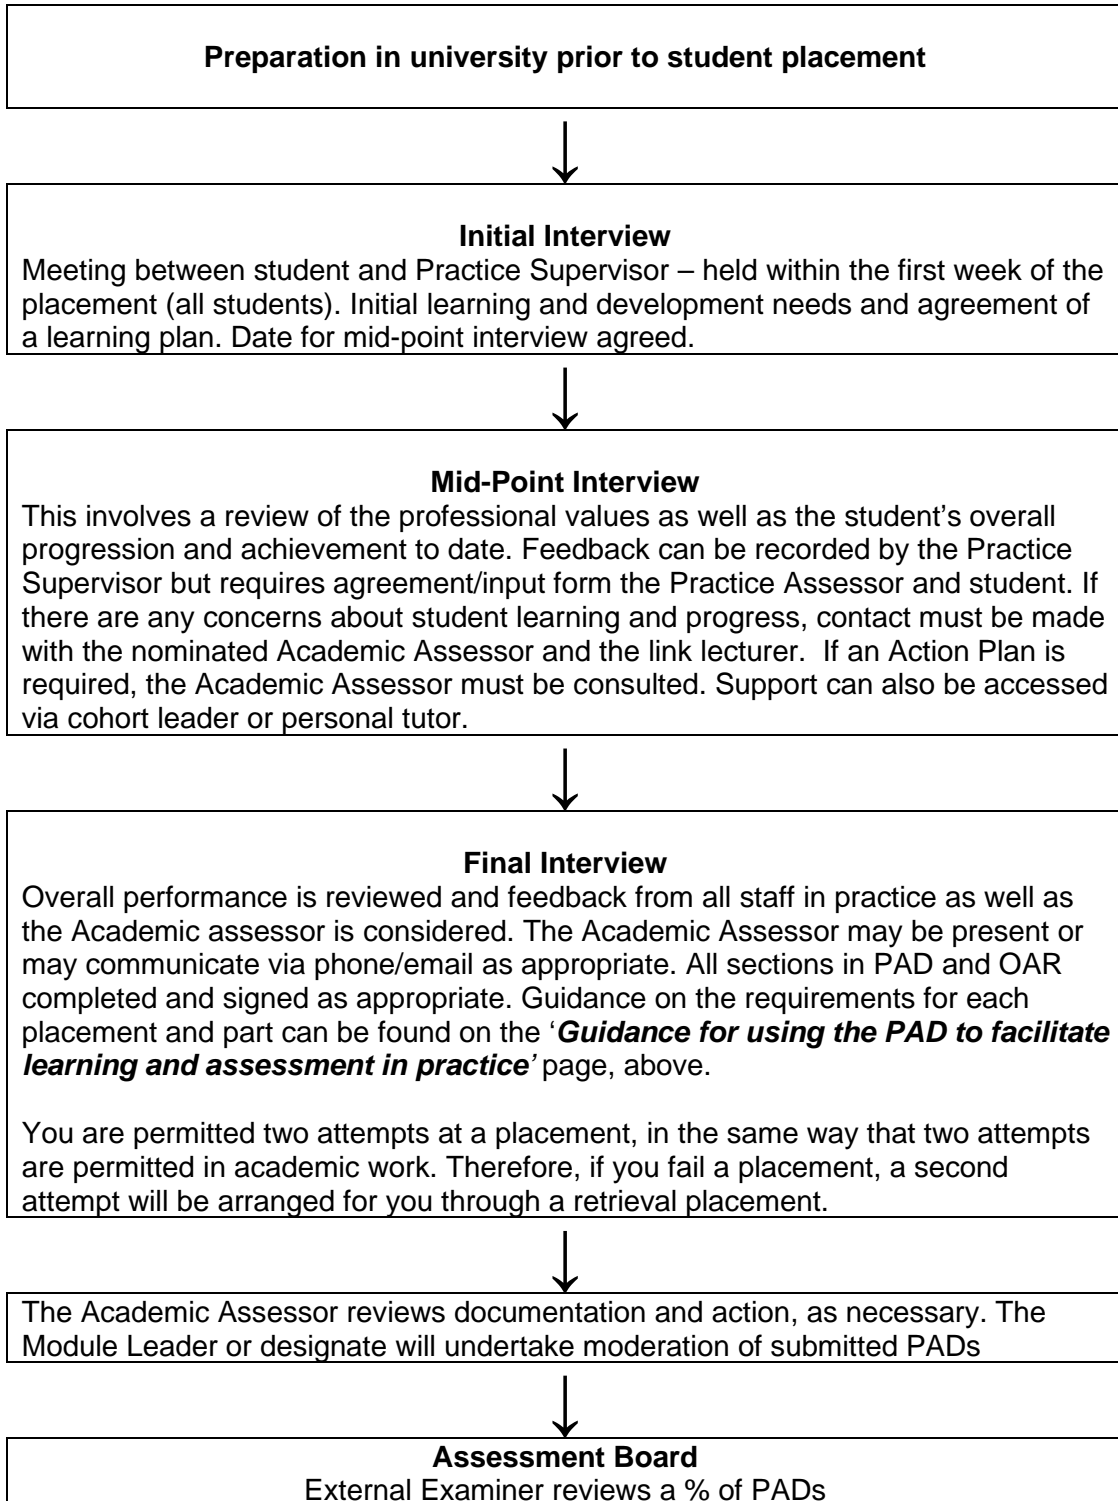 Preparation in university prior to student placement
Initial Interview
Meeting between student and Practice Supervisor – held within the first week of the
placement (all students). Initial learning and development needs and agreement of
a learning plan. Date for mid-point interview agreed.
Mid-Point Interview
This involves a review of the professional values as well as the student's overall
progression and achievement to date. Feedback can be recorded by the Practice
Supervisor but requires agreement/input form the Practice Assessor and student. If
there are any concerns about student learning and progress, contact must be made
with the nominated Academic Assessor and the link lecturer.  If an Action Plan is
required, the Academic Assessor must be consulted. Support can also be accessed
via cohort leader or personal tutor.
Final Interview
Overall performance is reviewed and feedback from all staff in practice as well as
the Academic assessor is considered. The Academic Assessor may be present or
may communicate via phone/email as appropriate. All sections in PAD and OAR
completed and signed as appropriate. Guidance on the requirements for each
placement and part can be found on the ‘Guidance for using the PAD to facilitate
learning and assessment in practice’ page, above.
You are permitted two attempts at a placement, in the same way that two attempts
are permitted in academic work. Therefore, if you fail a placement, a second
attempt will be arranged for you through a retrieval placement.
The Academic Assessor reviews documentation and action, as necessary. The
Module Leader or designate will undertake moderation of submitted PADs
Assessment Board
External Examiner reviews a % of PADs